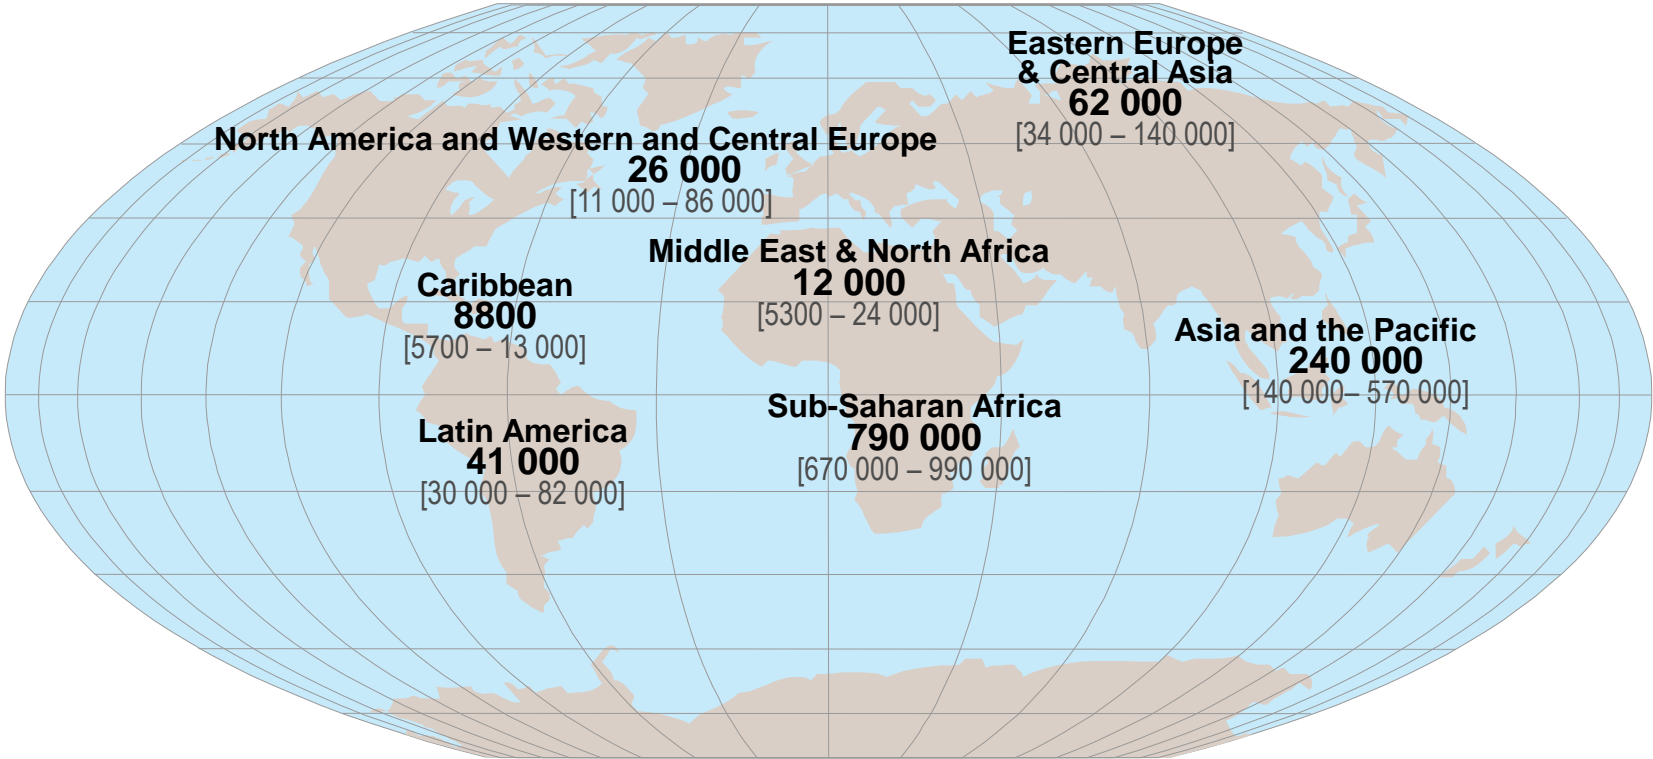 Eastern Europe
& Central Asia
62 000
[34 000 – 140 000]
North America and Western and Central Europe
26 000
[11 000 – 86 000]
Middle East & North Africa
12 000
[5300 – 24 000]
Caribbean
8800
[5700 – 13 000]
Asia and the Pacific
240 000
[140 000– 570 000]
Sub-Saharan Africa
790 000
[670 000 – 990 000]
Latin America
41 000
[30 000 – 82 000]